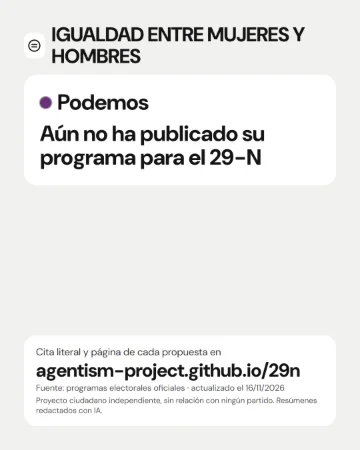 IGUALDAD ENTRE MUJERES Y
HOMBRES
Podemos
Aún no ha publicado su
programa para el 29-N
Cita literal y página de cada propuesta en
agentism-project.github.io/29n
Fuente: programas electorales oficiales · actualizado el 16/11/2026
Proyecto ciudadano independiente, sin relación con ningún partido. Resúmenes
redactados con IA.